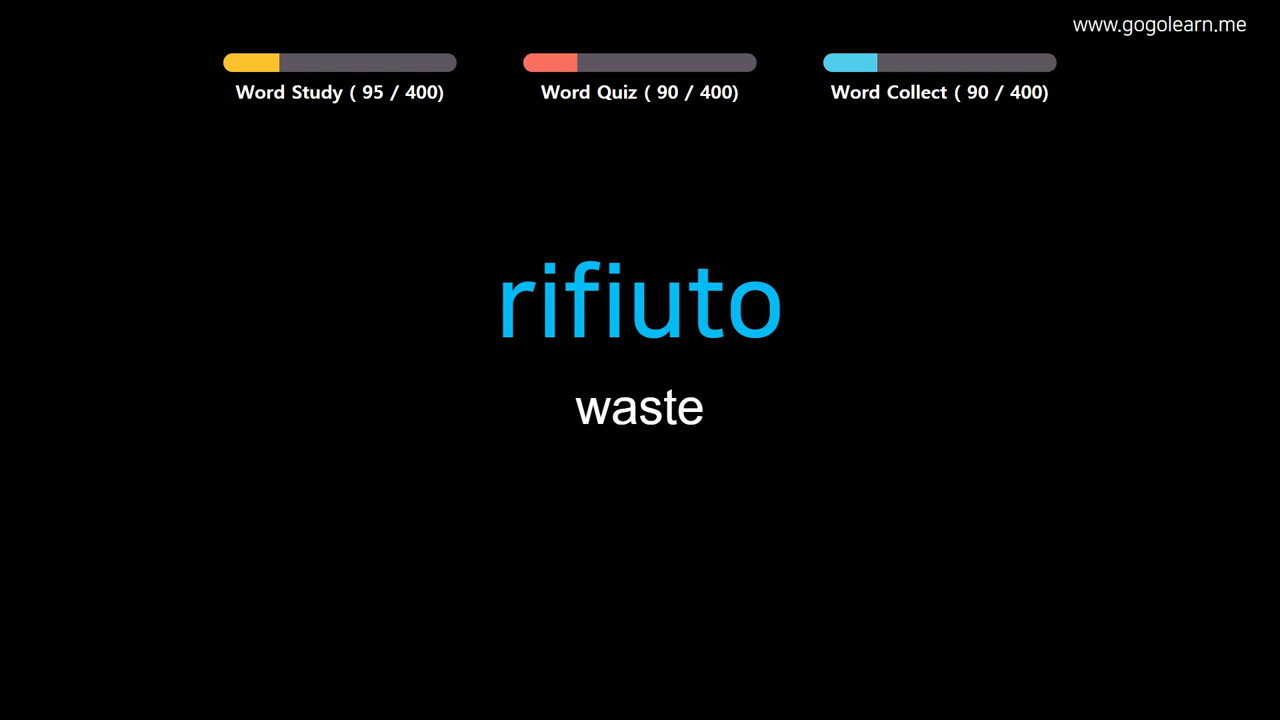 www.gogolearn.me
Word Study ( 95 / 400)
Word Quiz ( 90 / 400)
Word Collect ( 90 / 400)
rifiuto
waste